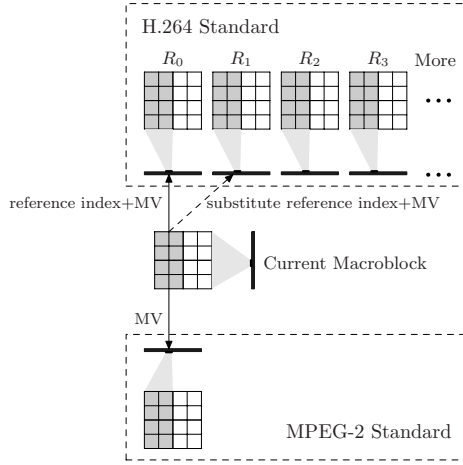 H.264 Standard
R0 R1 R2 R3 More
reference index+MV
substitute reference index+MV
Current Macroblock
MV
MPEG-2 Standard